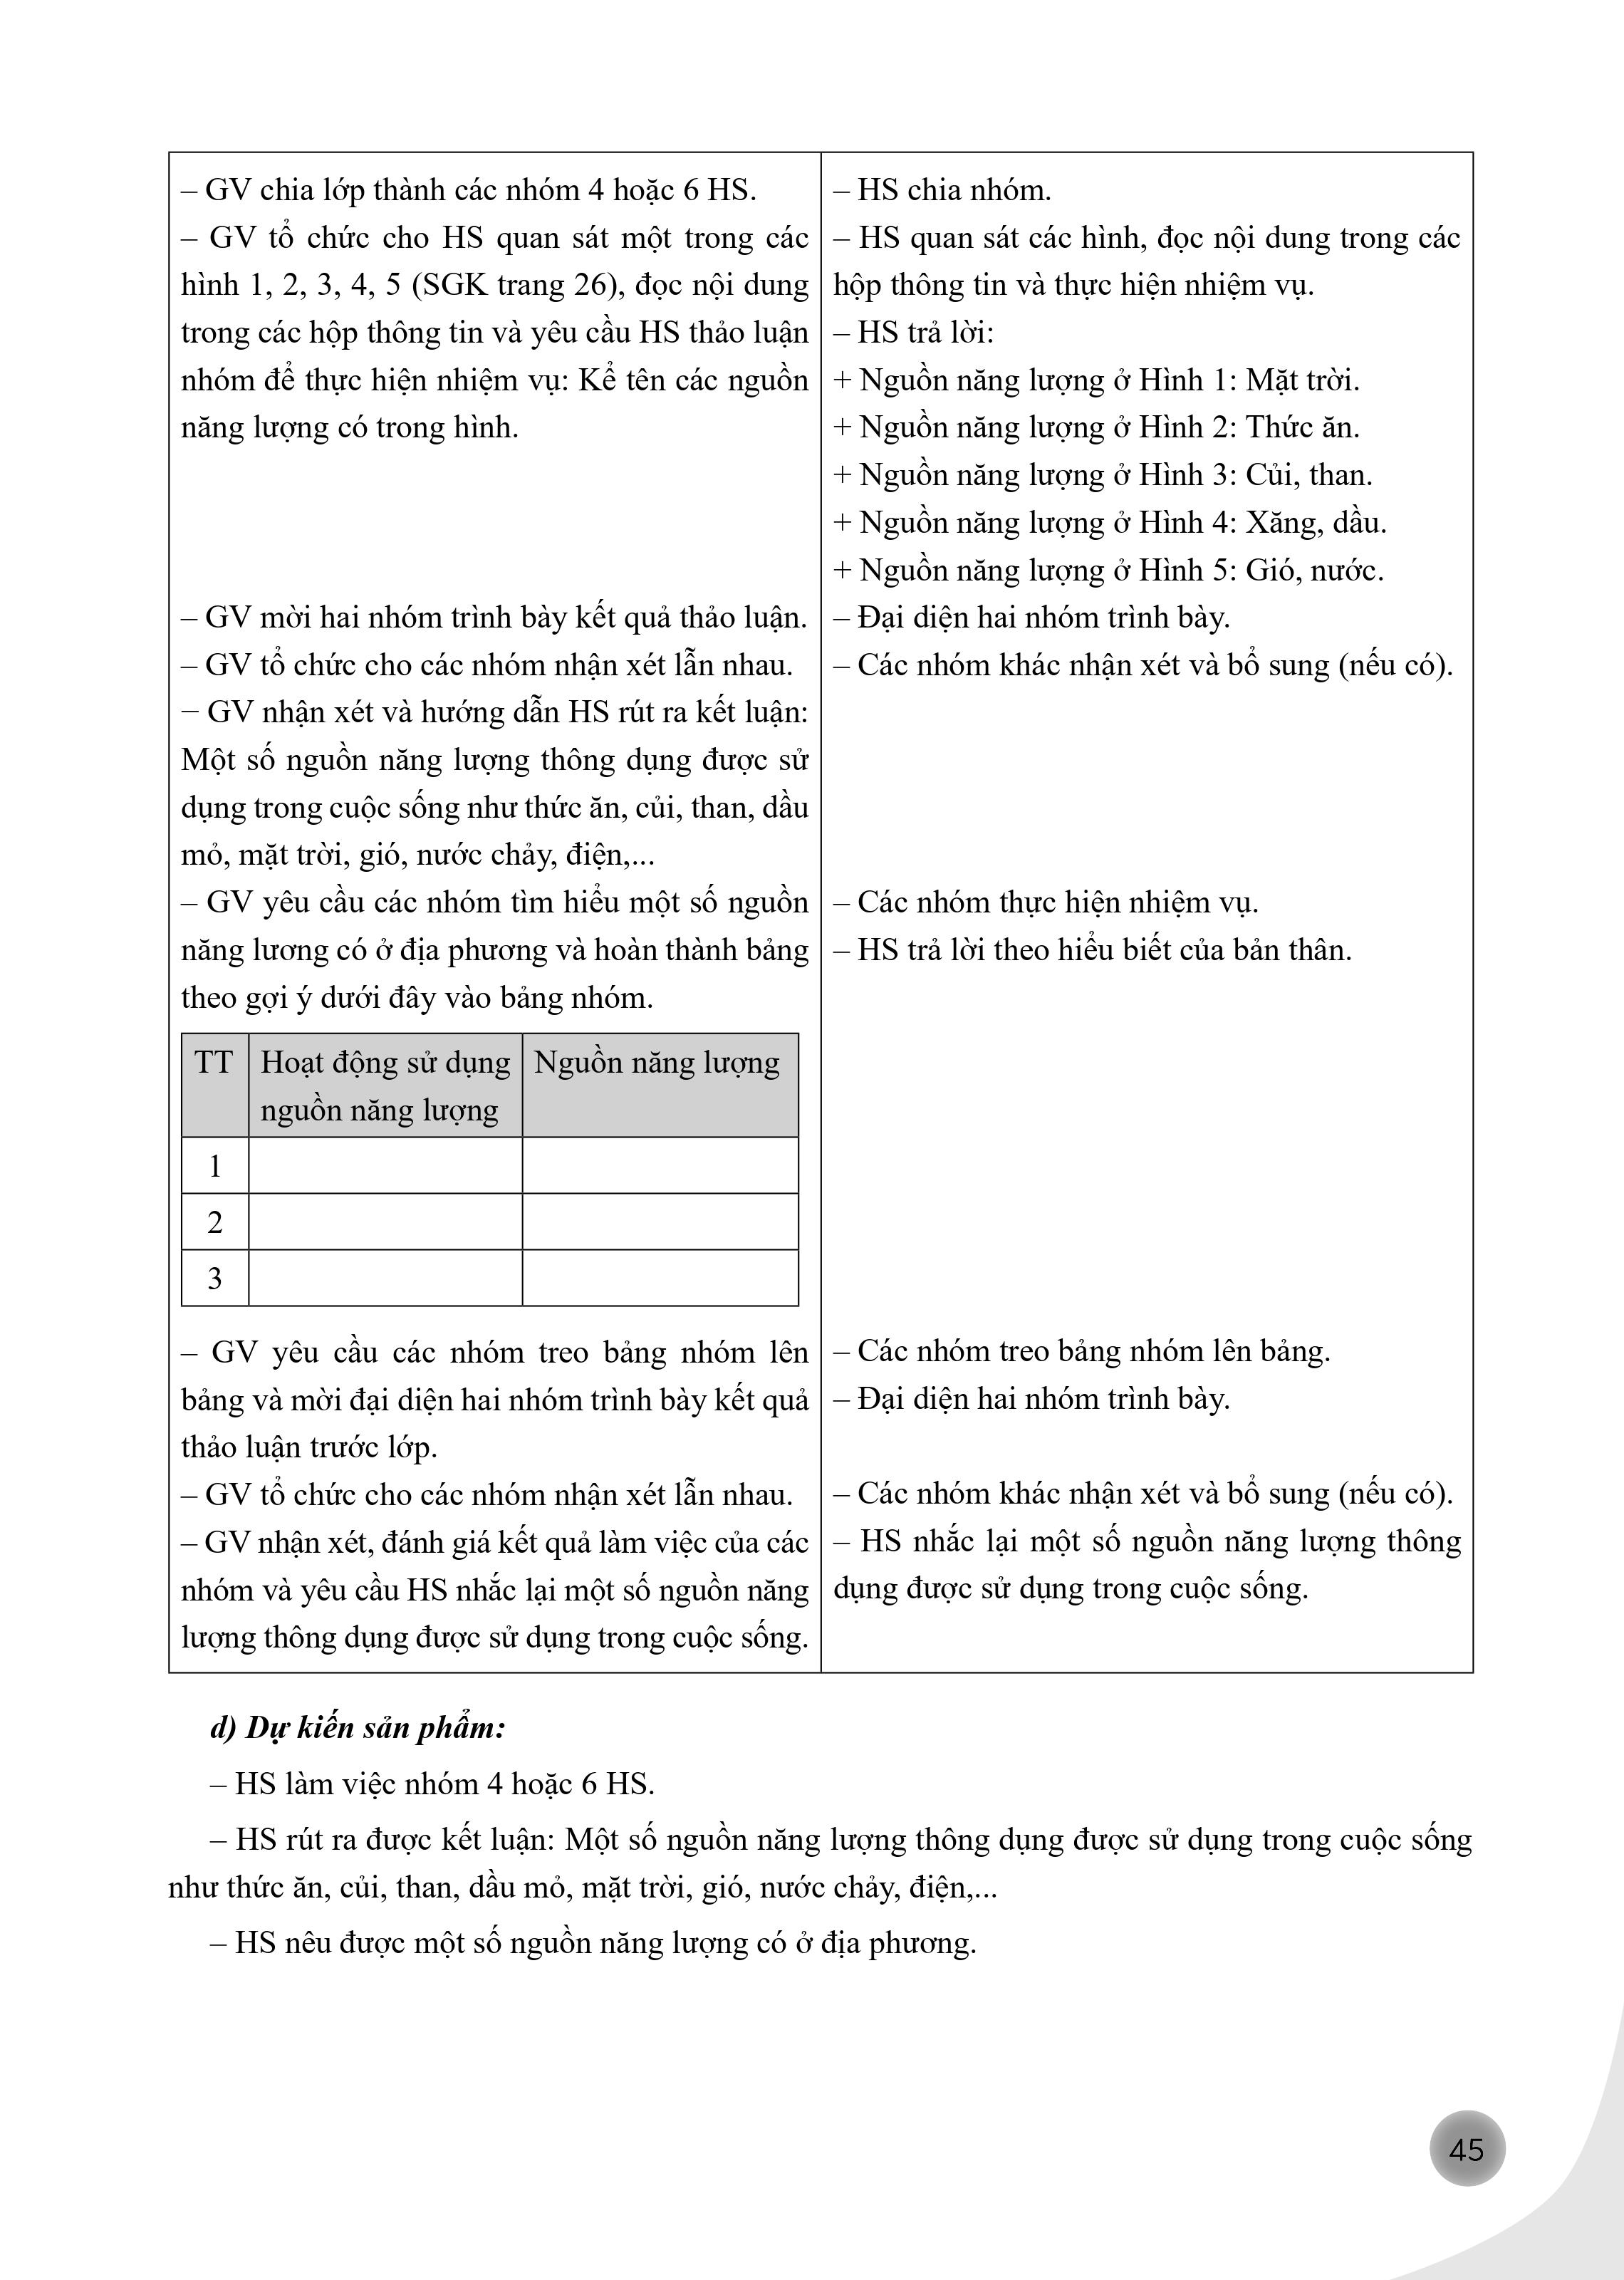 – GV chia lớp thành các nhóm 4 hoặc 6 HS.
– GV tổ chức cho HS quan sát một trong các
hình 1, 2, 3, 4, 5 (SGK trang 26), đọc nội dung
trong các hộp thông tin và yêu cầu HS thảo luận
nhóm để thực hiện nhiệm vụ: Kể tên các nguồn
năng lượng có trong hình.
– GV mời hai nhóm trình bày kết quả thảo luận.
– GV tổ chức cho các nhóm nhận xét lẫn nhau.
– GV nhận xét và hướng dẫn HS rút ra kết luận:
Một số nguồn năng lượng thông dụng được sử
dụng trong cuộc sống như thức ăn, củi, than, dầu
mỏ, mặt trời, gió, nước chảy, điện,...
– GV yêu cầu các nhóm tìm hiểu một số nguồn
năng lương có ở địa phương và hoàn thành bảng
theo gợi ý dưới đây vào bảng nhóm.
TT
Hoạt động sử dụng
nguồn năng lượng
Nguồn năng lượng
1
2
3
– GV yêu cầu các nhóm treo bảng nhóm lên
bảng và mời đại diện hai nhóm trình bày kết quả
thảo luận trước lớp.
– GV tổ chức cho các nhóm nhận xét lẫn nhau.
– GV nhận xét, đánh giá kết quả làm việc của các
nhóm và yêu cầu HS nhắc lại một số nguồn năng
lượng thông dụng được sử dụng trong cuộc sống.
– HS chia nhóm.
– HS quan sát các hình, đọc nội dung trong các
hộp thông tin và thực hiện nhiệm vụ.
– HS trả lời:
+ Nguồn năng lượng ở Hình 1: Mặt trời.
+ Nguồn năng lượng ở Hình 2: Thức ăn.
+ Nguồn năng lượng ở Hình 3: Củi, than.
+ Nguồn năng lượng ở Hình 4: Xăng, dầu.
+ Nguồn năng lượng ở Hình 5: Gió, nước.
– Đại diện hai nhóm trình bày.
– Các nhóm khác nhận xét và bổ sung (nếu có).
– Các nhóm thực hiện nhiệm vụ.
– HS trả lời theo hiểu biết của bản thân.
– Các nhóm treo bảng nhóm lên bảng.
– Đại diện hai nhóm trình bày.
– Các nhóm khác nhận xét và bổ sung (nếu có).
– HS nhắc lại một số nguồn năng lượng thông
dụng được sử dụng trong cuộc sống.
d) Dự kiến sản phẩm:
– HS làm việc nhóm 4 hoặc 6 HS.
– HS rút ra được kết luận: Một số nguồn năng lượng thông dụng được sử dụng trong cuộc sống
như thức ăn, củi, than, dầu mỏ, mặt trời, gió, nước chảy, điện,...
– HS nêu được một số nguồn năng lượng có ở địa phương.
45